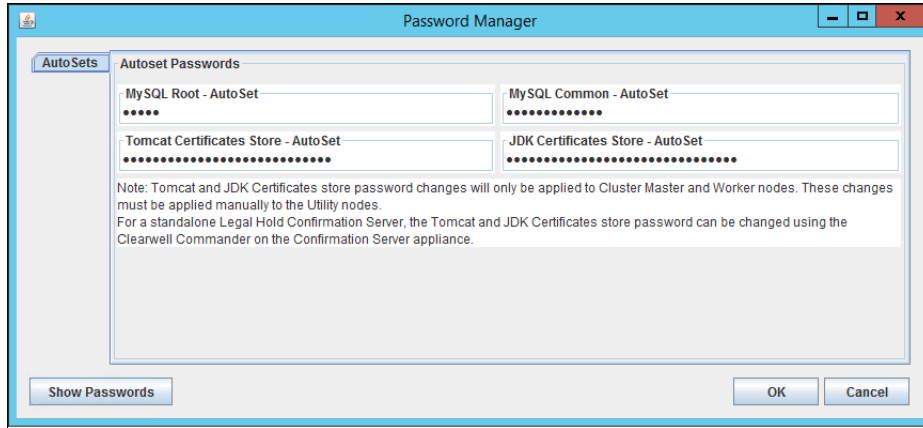 Password Manager
AutoSets
Autoset Passwords
MySQL Root - AutoSet
•••••
MySQL Common - AutoSet
•••••••••••••
Tomcat Certificates Store - AutoSet
••••••••••••••••••••••••••••
JDK Certificates Store - AutoSet
•••••••••••••••••••••••••••••••
Note: Tomcat and JDK Certificates store password changes will only be applied to Cluster Master and Worker nodes. These changes
must be applied manually to the Utility nodes.
For a standalone Legal Hold Confirmation Server, the Tomcat and JDK Certificates store password can be changed using the
Clearwell Commander on the Confirmation Server appliance.
Show Passwords
OK
Cancel